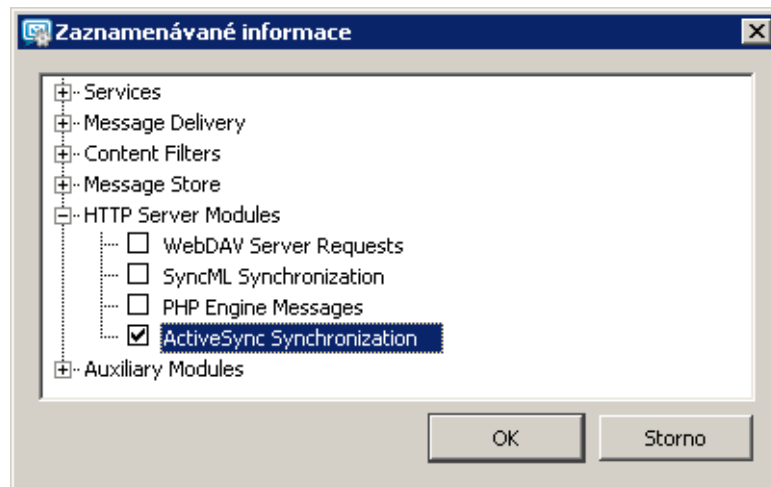 Zaznamenávané informace
Services
Message Delivery
Content Filters
Message Store
HTTP Server Modules
WebDAV Server Requests
SyncML Synchronization
PHP Engine Messages
ActiveSync Synchronization
Auxiliary Modules
OK Storno